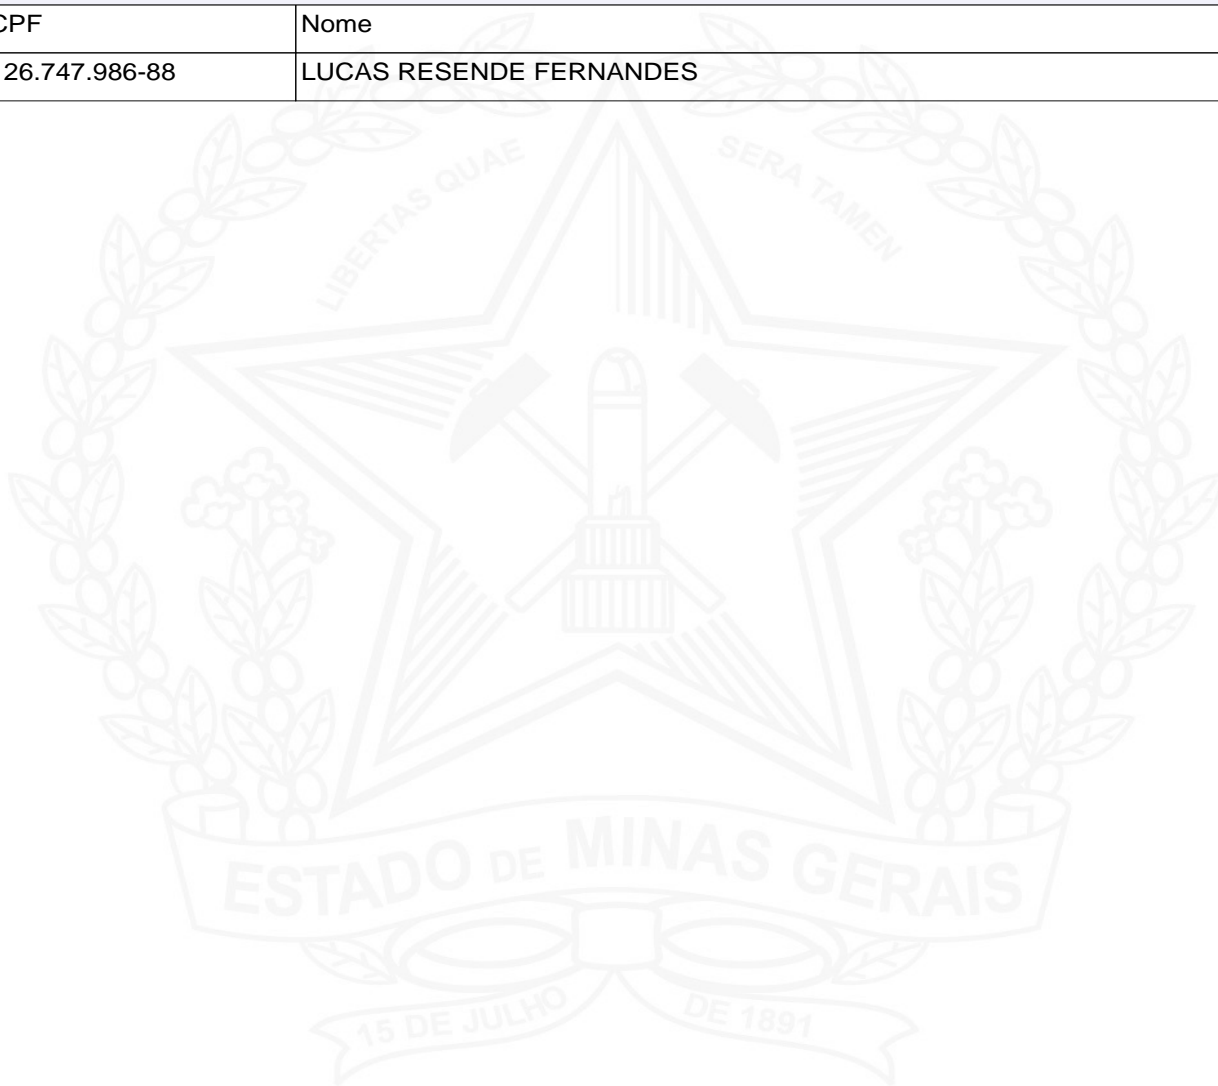 CPF Nome
26.747.986-88 LUCAS RESENDE FERNANDES
LIBERTAS QUAE SERA TAMEN
ESTADO DE MINAS GERAIS
15 DE JULHO DE 1891